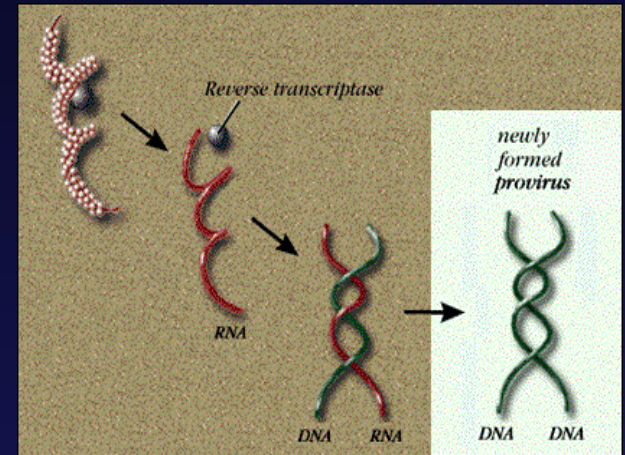 Reverse transcriptase
newly
formed
provirus
RNA
DNA RNA
DNA DNA